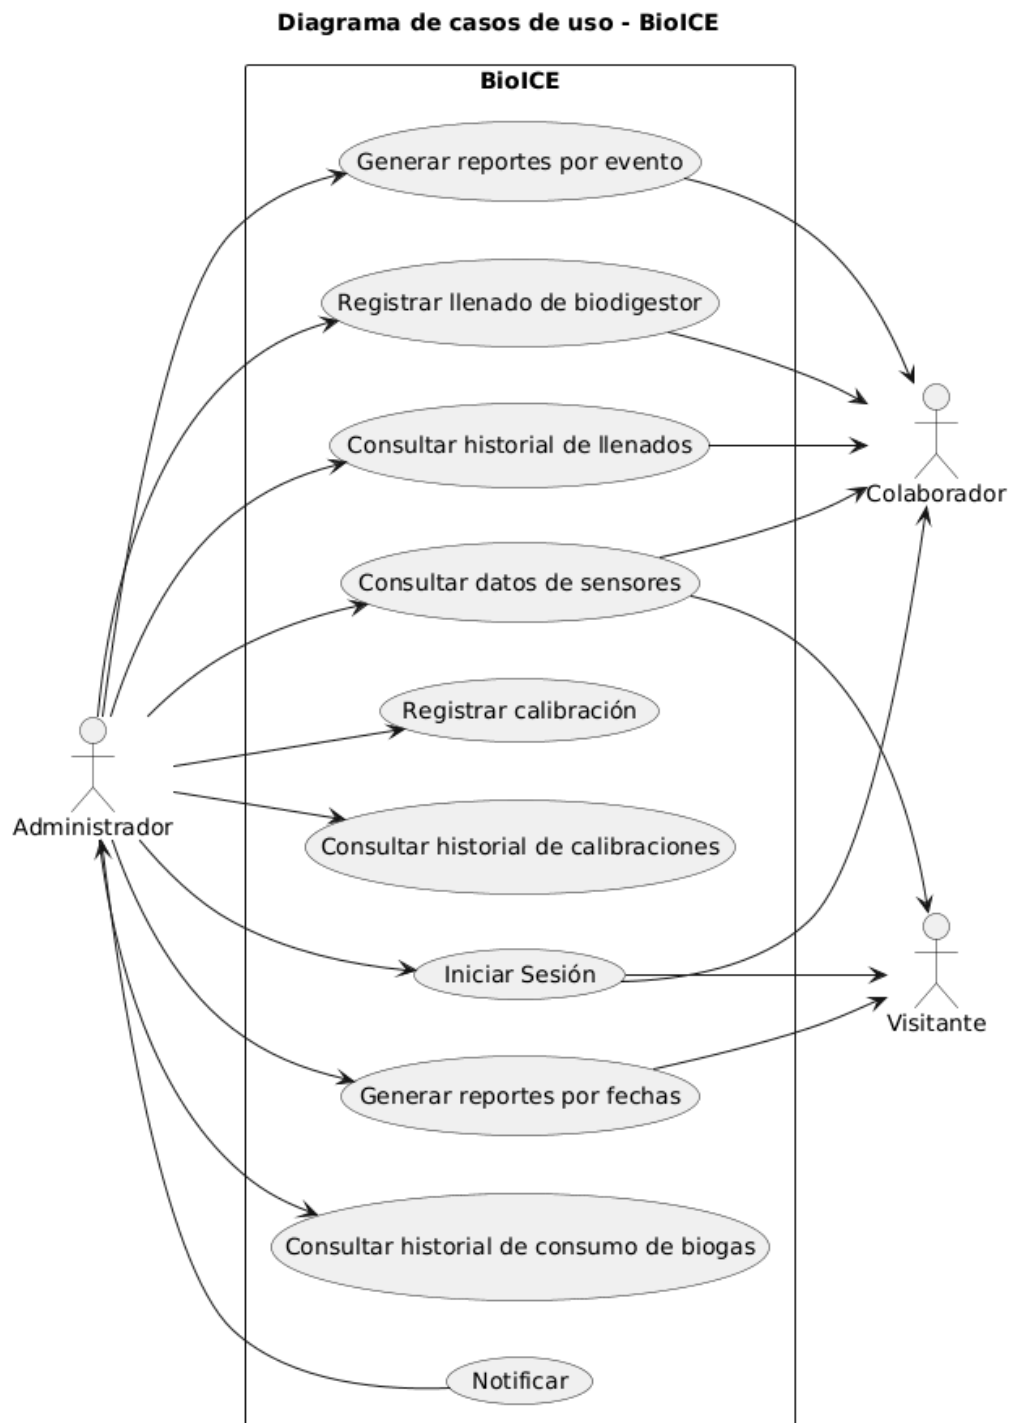 Diagrama de casos de uso - BioICE
BioICE
Generar reportes por evento
Registrar llenado de biodigestor
Consultar historial de llenados
Colaborador
Consultar datos de sensores
Registrar calibración
Administrador
Consultar historial de calibraciones
Iniciar Sesión
Visitante
Generar reportes por fechas
Consultar historial de consumo de biogas
Notificar